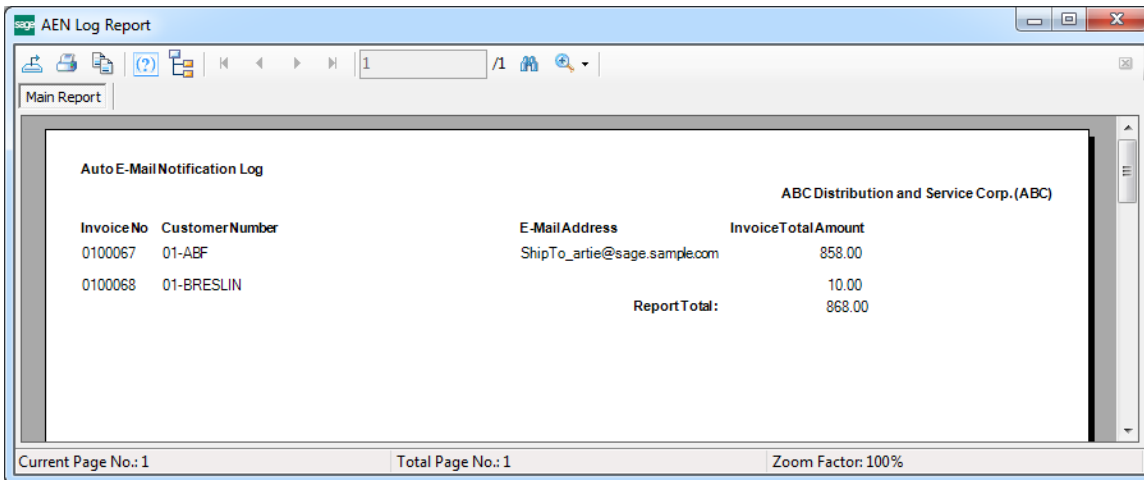 sage AEN Log Report
1 /1
Main Report
Auto E-Mail Notification Log
ABC Distribution and Service Corp. (ABC)
Invoice No Customer Number E-Mail Address Invoice Total Amount
0100067 01-ABF ShipTo_artie@sage.sample.com 858.00
0100068 01-BRESLIN 10.00
Report Total: 868.00
Current Page No.: 1 Total Page No.: 1 Zoom Factor: 100%